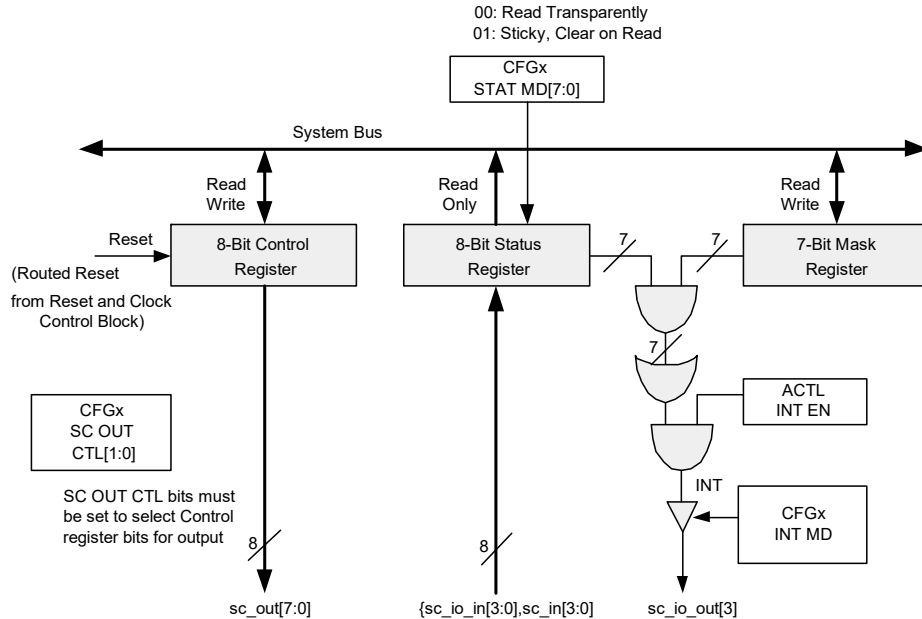 00: Read Transparently
01: Sticky, Clear on Read
CFGx
STAT MD[7:0]
System Bus
Read
Write
Read
Only
Read
Write
Reset
(Routed Reset
from Reset and Clock
Control Block)
8-Bit Control
Register
8-Bit Status
Register
7
7
7-Bit Mask
Register
7
CFGx
SC OUT
CTL[1:0]
ACTL
INT EN
SC OUT CTL bits must
be set to select Control
register bits for output
INT
CFGx
INT MD
8
8
sc_out[7:0]
{sc_io_in[3:0],sc_in[3:0]
sc_io_out[3]